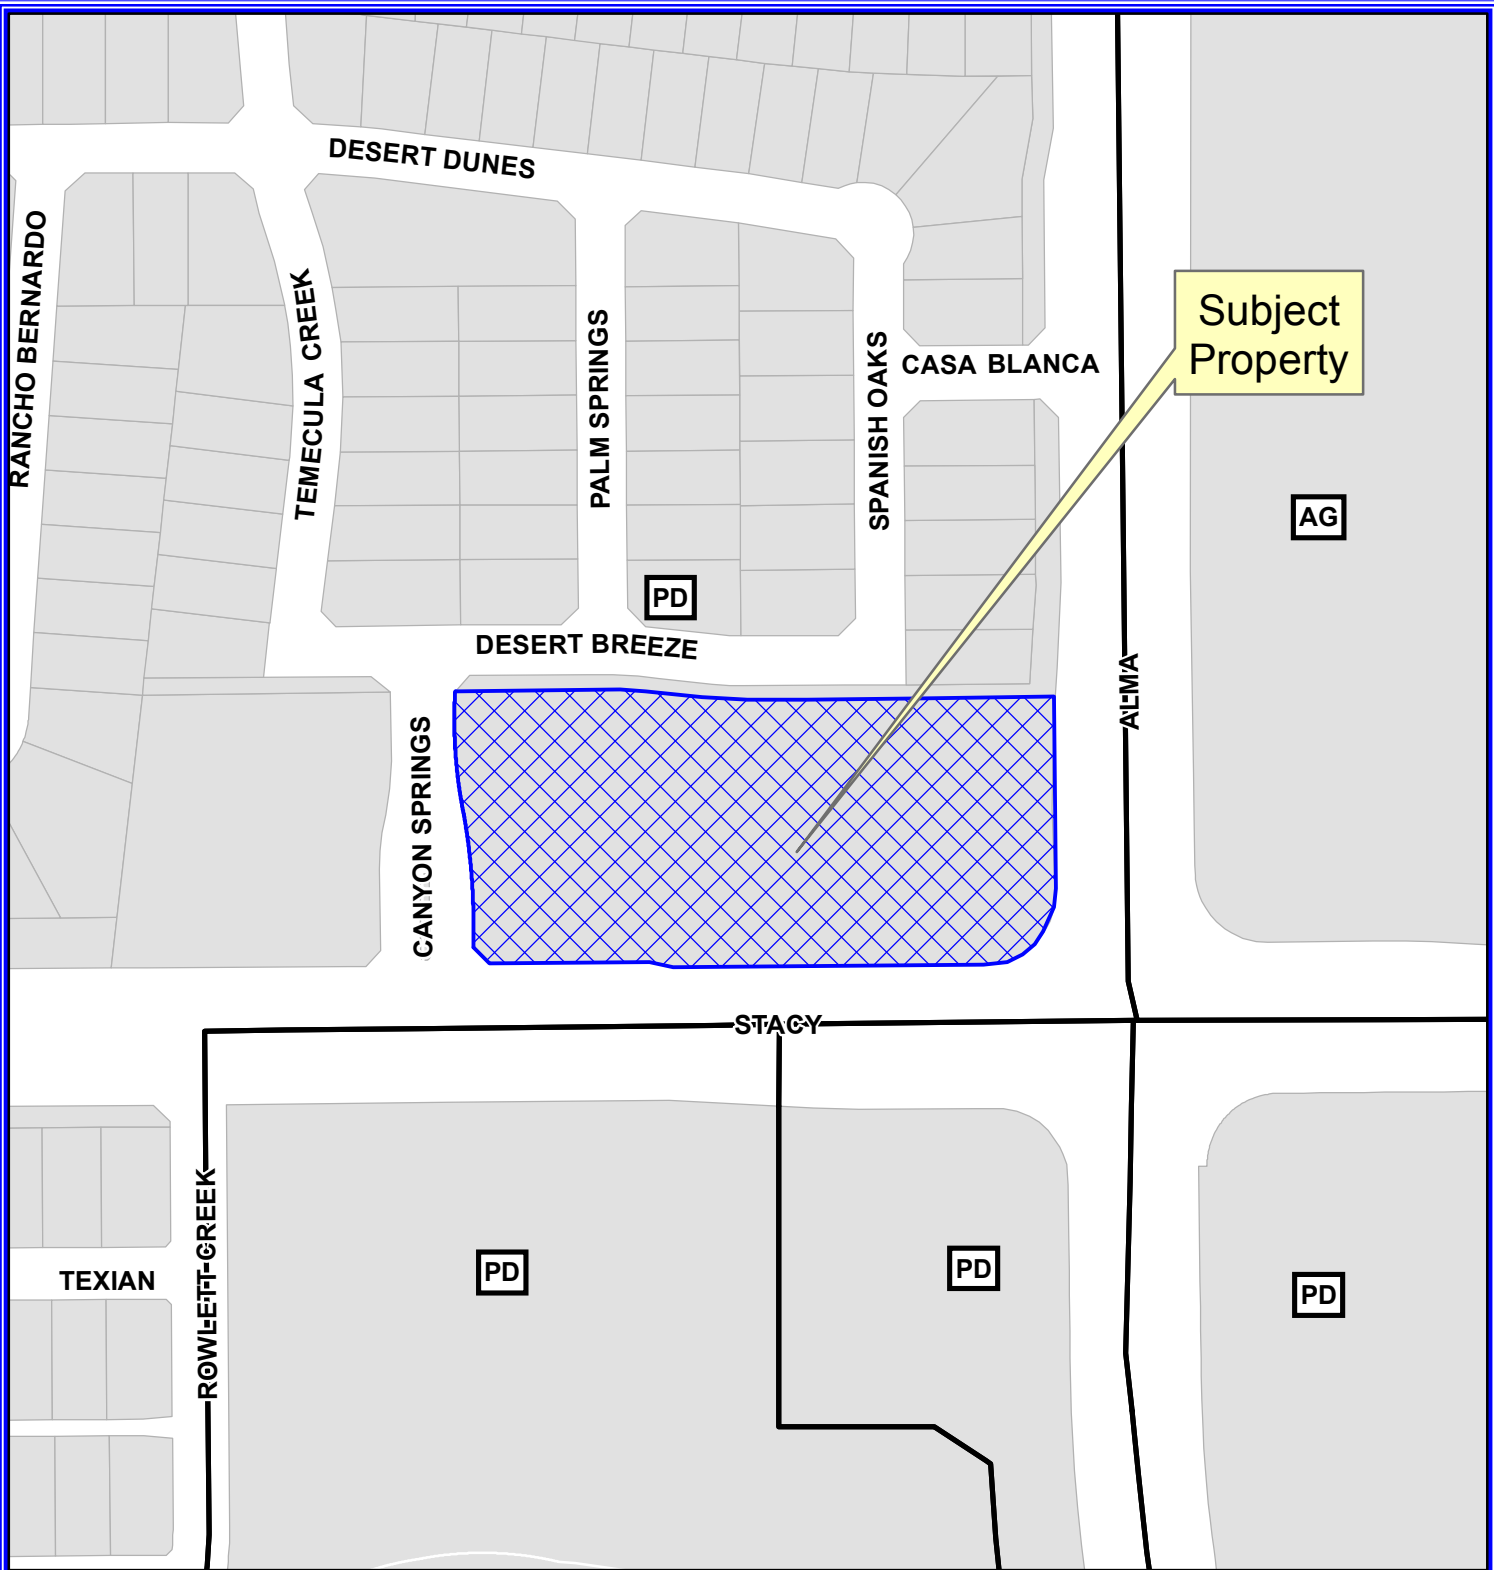 DESERT DUNES
RANCHO BERNARDO
TEMECULA CREEK
PALM SPRINGS
SPANISH OAKS
CASA BLANCA
Subject
Property
AG
PD
DESERT BREEZE
ALMA
CANYON SPRINGS
STACY
ROWLETT CREEK
TEXIAN
PD
PD
PD